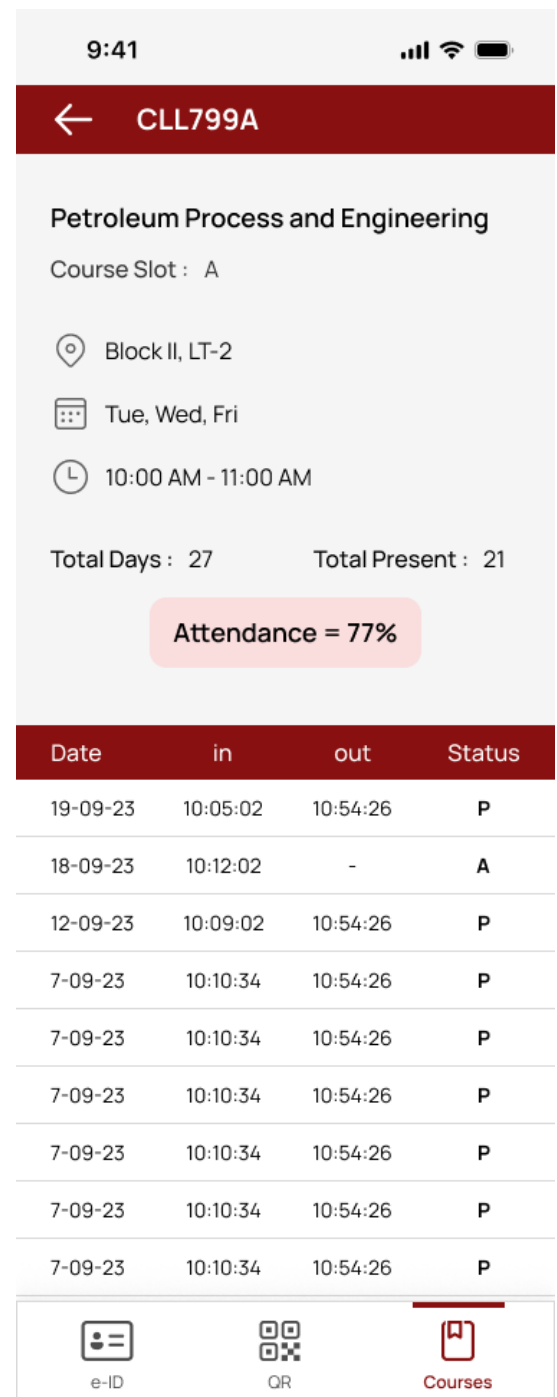 9:41
CLL799A
Petroleum Process and Engineering
Course Slot : A
Block II, LT-2
Tue, Wed, Fri
10:00 AM - 11:00 AM
Total Days : 27 Total Present : 21
Attendance = 77%
Date in out Status
19-09-23 10:05:02 10:54:26 P
18-09-23 10:12:02 - A
12-09-23 10:09:02 10:54:26 P
7-09-23 10:10:34 10:54:26 P
7-09-23 10:10:34 10:54:26 P
7-09-23 10:10:34 10:54:26 P
7-09-23 10:10:34 10:54:26 P
7-09-23 10:10:34 10:54:26 P
7-09-23 10:10:34 10:54:26 P
e-ID QR Courses